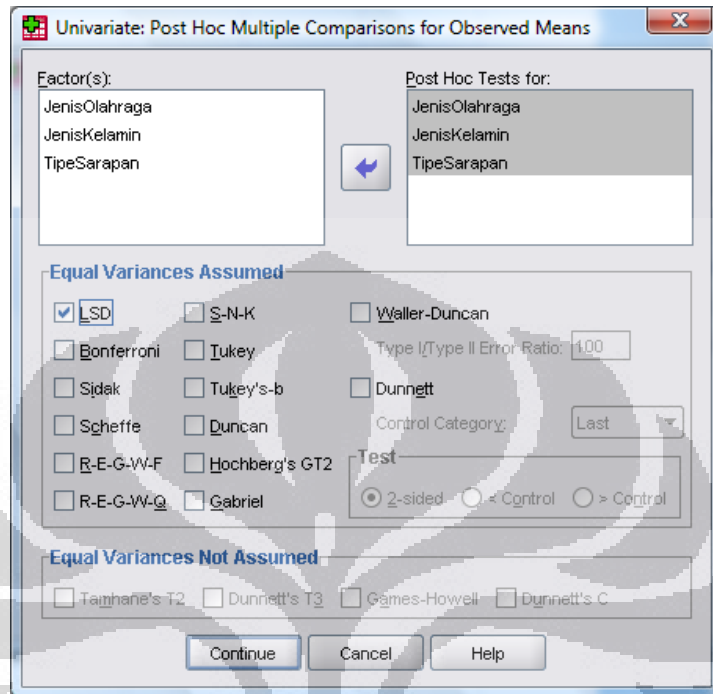 Univariate: Post Hoc Multiple Comparisons for Observed Means
Factor(s):
JenisOlahraga
JenisKelamin
TipeSarapan
Post Hoc Tests for:
JenisOlahraga
JenisKelamin
TipeSarapan
Equal Variances Assumed
LSD
S-N-K
Waller-Duncan
Bonferroni
Tukey
Type I/Type II Error Ratio: 100
Sidak
Tukey's-b
Dunnett
Scheffe
Duncan
Control Category: Last
R-E-G-W-F
Hochberg's GT2
Test
R-E-G-W-Q
Gabriel
2-sided < Control > Control
Equal Variances Not Assumed
Tamhane's T2 Dunnett's T3 Games-Howell Dunnett's C
Continue Cancel Help